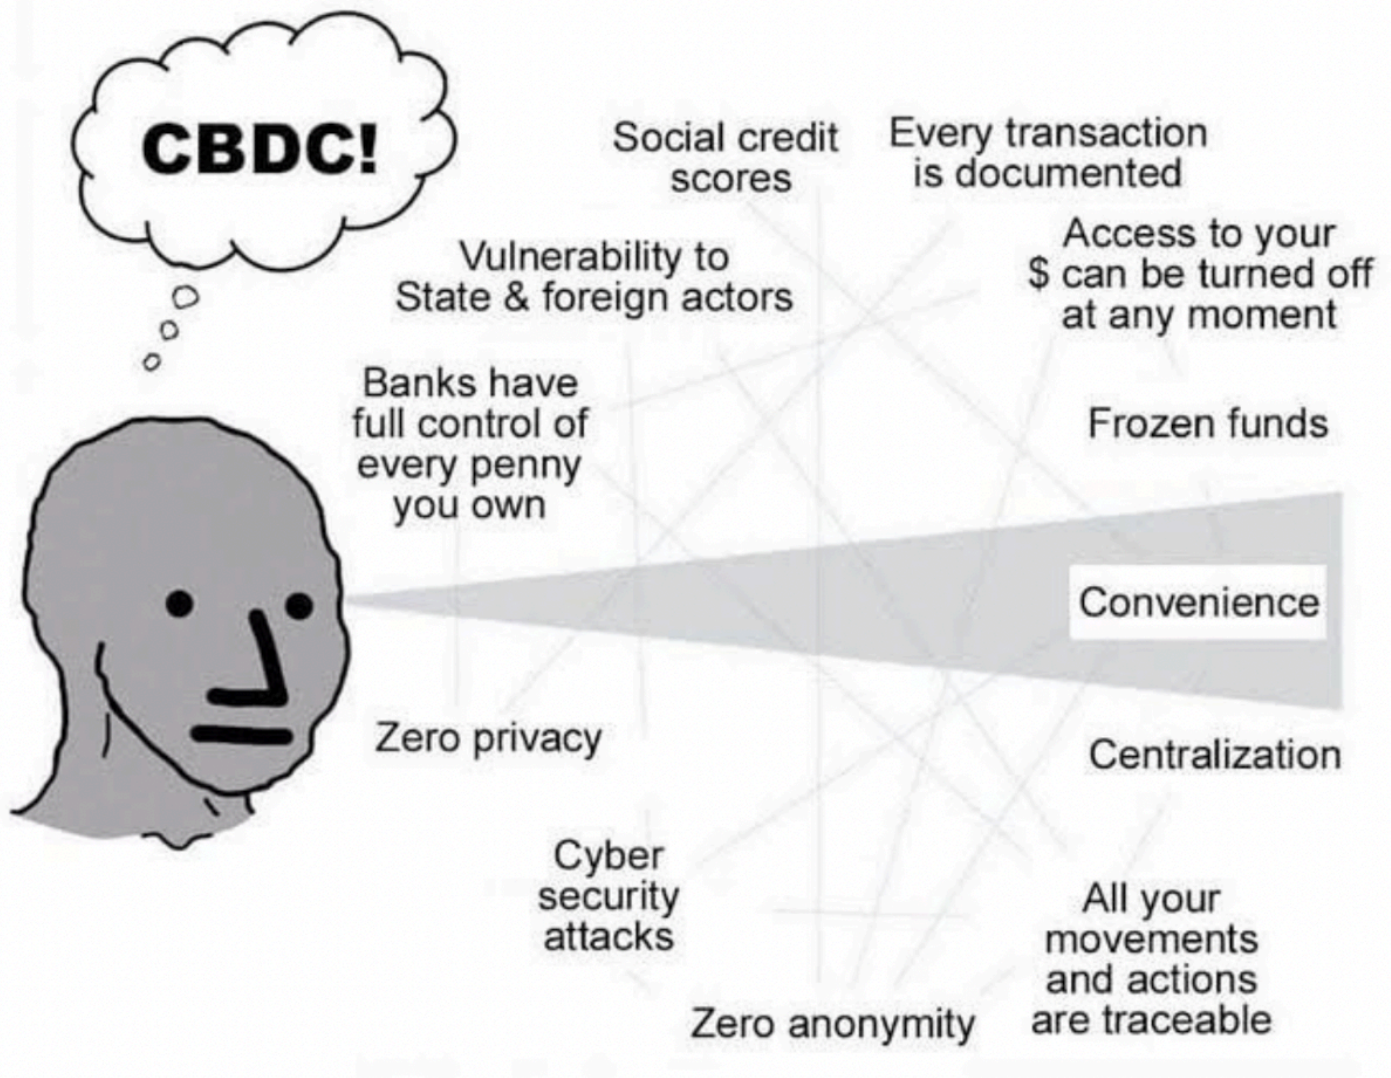 CBDC!
Social credit
scores
Every transaction
is documented
Vulnerability to
State & foreign actors
Access to your
$ can be turned off
at any moment
Banks have
full control of
every penny
you own
Frozen funds
Convenience
Zero privacy
Centralization
Cyber
security
attacks
All your
movements
and actions
are traceable
Zero anonymity